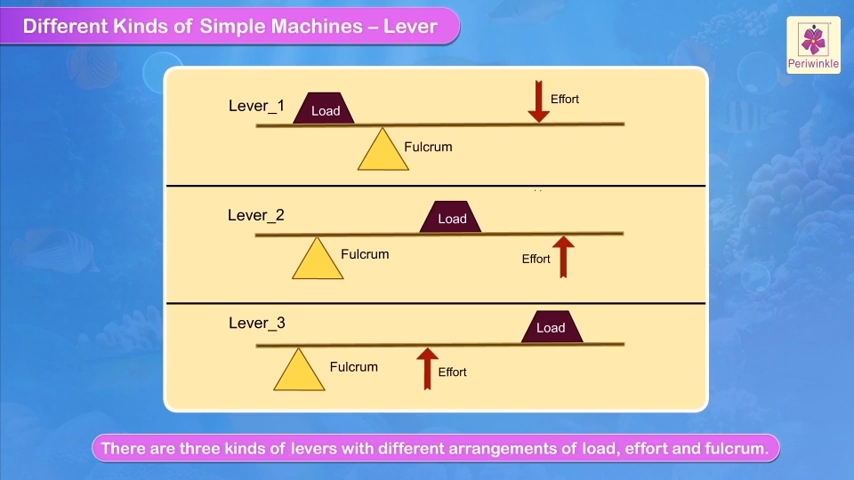 Different Kinds of Simple Machines – Lever
Periwinkle
Lever_1
Load
Effort
Fulcrum
Lever_2
Load
Fulcrum
Effort
Lever_3
Load
Fulcrum
Effort
There are three kinds of levers with different arrangements of load, effort and fulcrum.